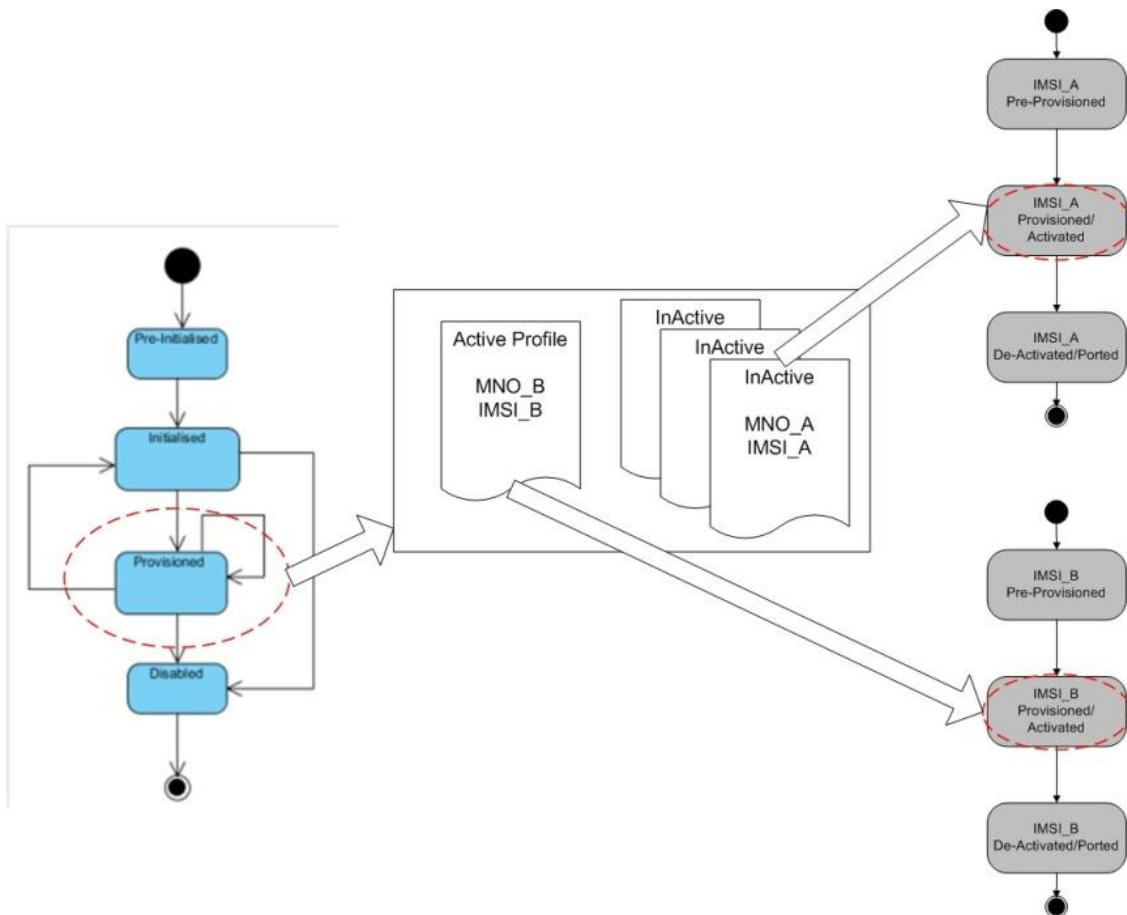 Pre-Initialised
Initialised
Provisioned
Disabled
Active Profile
MNO_B
IMSI_B
InActive
InActive
InActive
MNO_A
IMSI_A
IMSI_A
Pre-Provisioned
IMSI_A
Provisioned/
Activated
IMSI_A
De-Activated/Ported
IMSI_B
Pre-Provisioned
IMSI_B
Provisioned/
Activated
IMSI_B
De-Activated/Ported